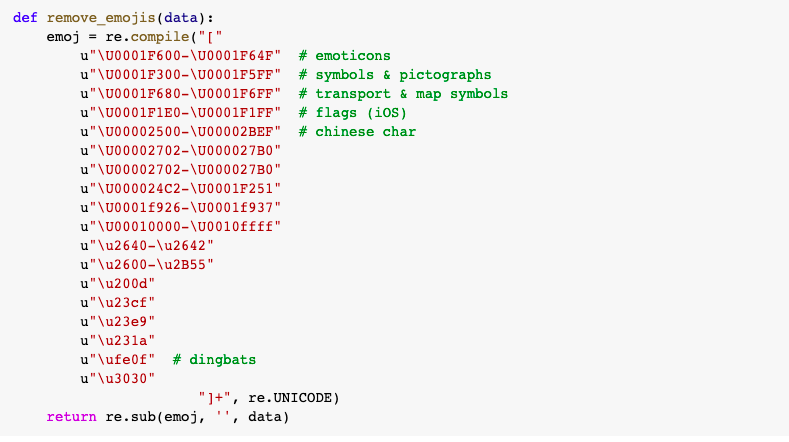 def remove_emojis(data):
    emoj = re.compile("["
        u"\U0001F600-\U0001F64F"  # emoticons
        u"\U0001F300-\U0001F5FF"  # symbols & pictographs
        u"\U0001F680-\U0001F6FF"  # transport & map symbols
        u"\U0001F1E0-\U0001F1FF"  # flags (iOS)
        u"\U00002500-\U00002BEF"  # chinese char
        u"\U00002702-\U000027B0"
        u"\U00002702-\U000027B0"
        u"\U000024C2-\U0001F251"
        u"\U0001f926-\U0001f937"
        u"\U00010000-\U0010ffff"
        u"\u2640-\u2642"
        u"\u2600-\u2B55"
        u"\u200d"
        u"\u23cf"
        u"\u23e9"
        u"\u231a"
        u"\ufe0f"  # dingbats
        u"\u3030"
                      "]+", re.UNICODE)
    return re.sub(emoj, '', data)